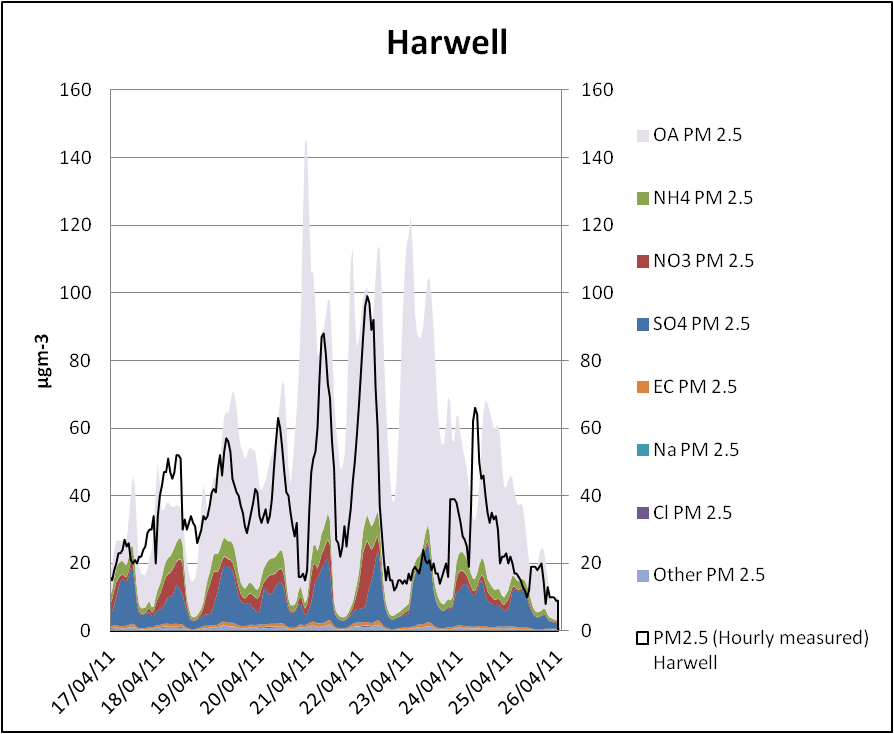 Harwell
µgm-3
160
140
120
100
80
60
40
20
0
160
140
120
100
80
60
40
20
0
17/04/11
18/04/11
19/04/11
20/04/11
21/04/11
22/04/11
23/04/11
24/04/11
25/04/11
26/04/11
OA PM 2.5
NH4 PM 2.5
NO3 PM 2.5
SO4 PM 2.5
EC PM 2.5
Na PM 2.5
Cl PM 2.5
Other PM 2.5
PM2.5 (Hourly measured)
Harwell